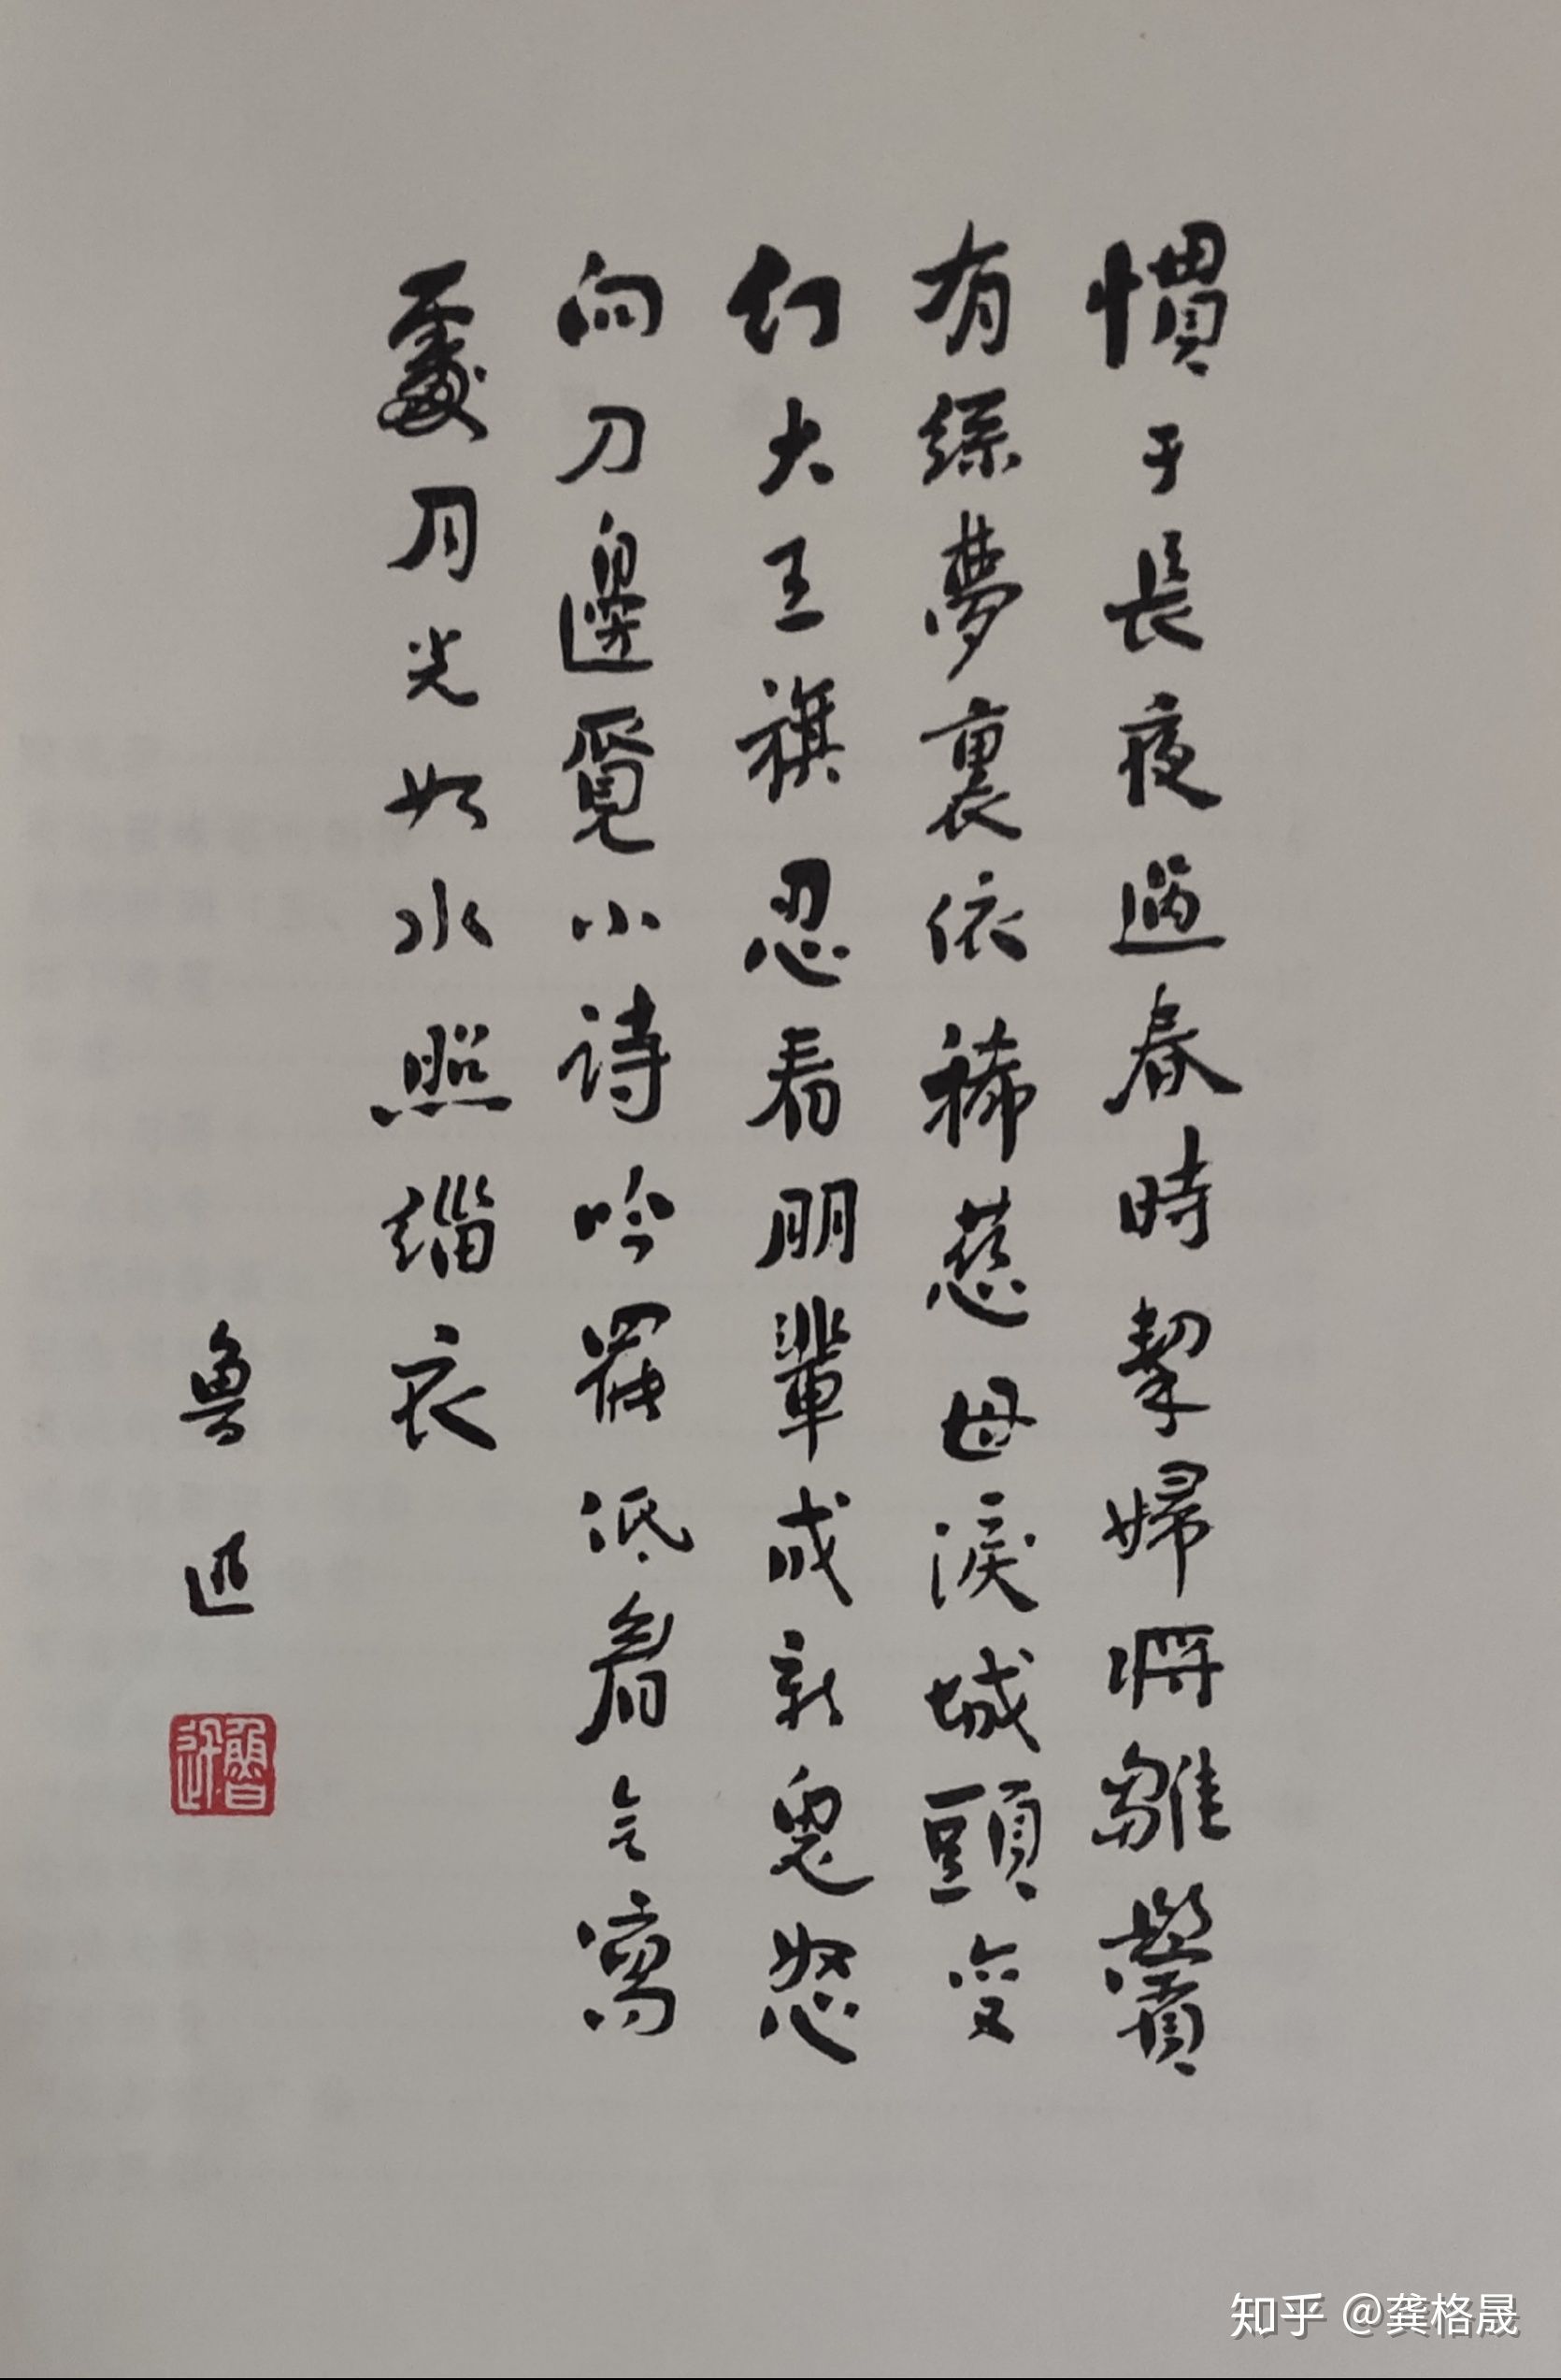 慣于長夜過春時挈婦將雛鬢
有絲夢裏依稀慈母淚城頭變
幻大王旗忍看朋輩成新鬼怒
向刀邊覓小詩吟罷低眉無寫
處月光如水照緇衣
魯迅
魯迅
知乎 @龔格晟